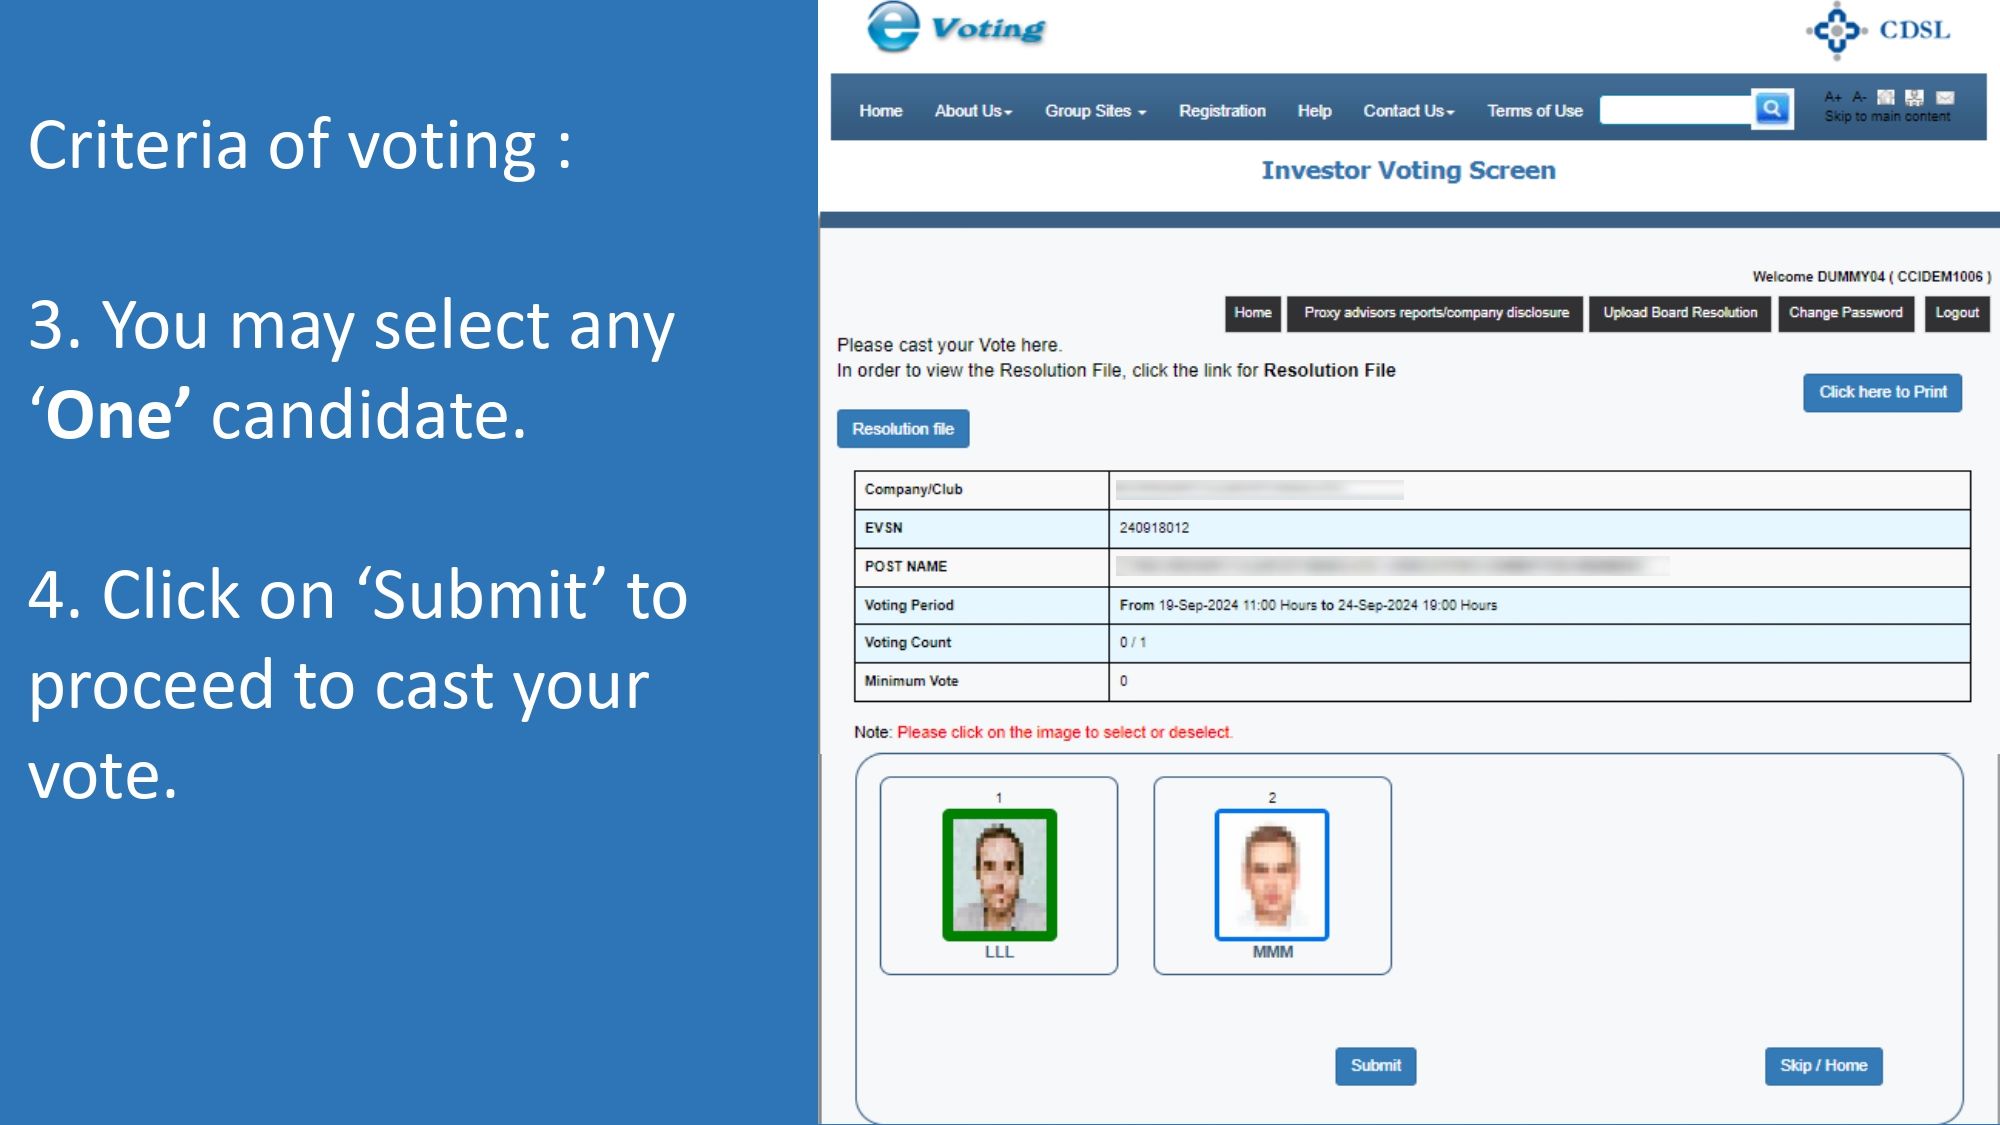 Criteria of voting :
3. You may select any
‘One’ candidate.
4. Click on ‘Submit’ to
proceed to cast your
vote.
e Voting
CDSL
Home About Us Group Sites Registration Help Contact Us Terms of Use
A+ A-
Skip to main content
Investor Voting Screen
Welcome DUMMY04 ( CCIDEM1006 )
Home Proxy advisors reports/company disclosure Upload Board Resolution Change Password Logout
Please cast your Vote here.
In order to view the Resolution File, click the link for Resolution File
Click here to Print
Resolution file
Company/Club
EVSN 240918012
POST NAME
Voting Period From 19-Sep-2024 11:00 Hours to 24-Sep-2024 19:00 Hours
Voting Count 0 / 1
Minimum Vote 0
Note: Please click on the image to select or deselect.
1 2
LLL MMM
Submit Skip / Home